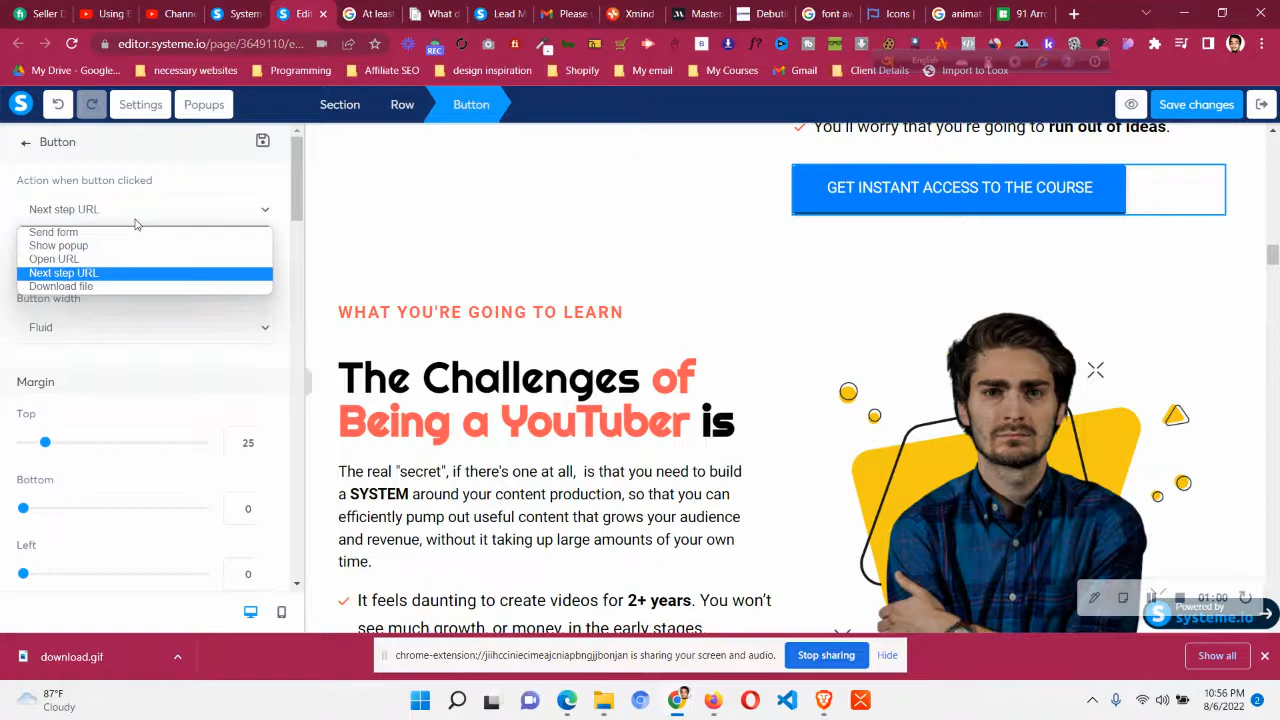 Seller D
Using
Channe
System
Edi
At leas
What o
Lead M
Please
Xmind
Master
Debuti
font aw
Icons |
animat
91 Arro
editor.systeme.io/page/3649110/e...
REC
English
My Drive - Google...
necessary websites
Programming
Affiliate SEO
design inspiration
Shopify
My email
My Courses
Gmail
Client Details
Import to Loox
Settings
Popups
Section
Row
Button
Save changes
Button
Action when button clicked
Next step URL
Send form
Show popup
Open URL
Next step URL
Download file
Button width
Fluid
Margin
Top
25
Bottom
0
Left
0
You'll worry that you're going to run out of ideas.
GET INSTANT ACCESS TO THE COURSE
WHAT YOU'RE GOING TO LEARN
The Challenges of
Being a YouTuber is
The real "secret", if there's one at all, is that you need to build
a SYSTEM around your content production, so that you can
efficiently pump out useful content that grows your audience
and revenue, without it taking up large amounts of your own
time.
It feels daunting to create videos for 2+ years. You won't
see much growth, or money, in the early stages.
01:00
Powered by
systeme.io
download.gif
chrome-extension://jiihcciniecimeajcniapbngjjbonjan is sharing your screen and audio.
Stop sharing
Hide
Show all
87°F
Cloudy
10:56 PM
8/6/2022
2